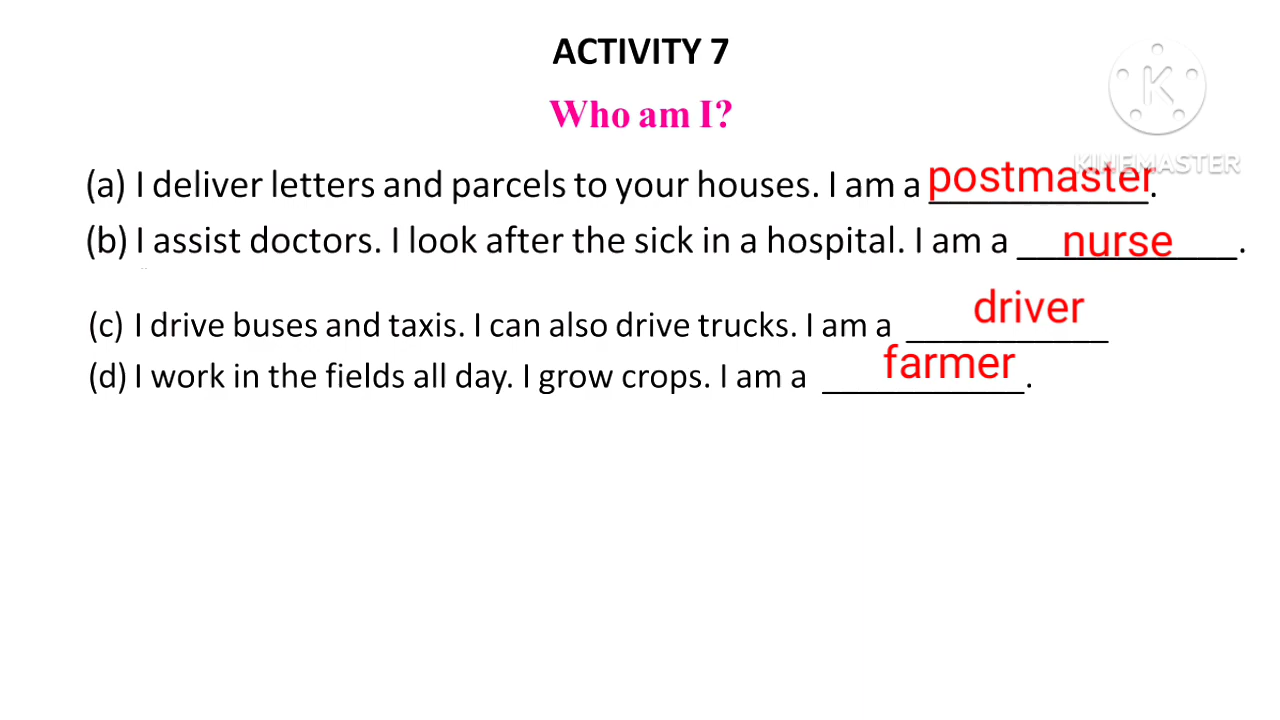 ACTIVITY 7
Who am I?
KINEMASTER
(a) I deliver letters and parcels to your houses. I am a postmaster.
(b) I assist doctors. I look after the sick in a hospital. I am a nurse.
(c) I drive buses and taxis. I can also drive trucks. I am a driver
(d) I work in the fields all day. I grow crops. I am a farmer.